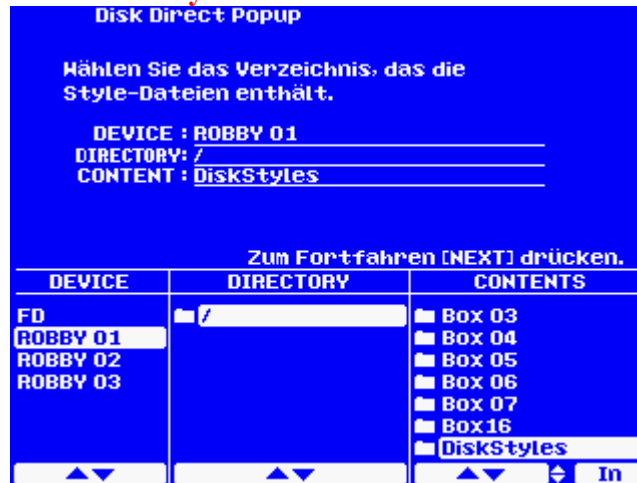 Disk Direct Popup
Wählen Sie das Verzeichnis, das die
Style-Dateien enthält.
DEVICE : ROBBY 01
DIRECTORY: /
CONTENT : DiskStyles
Zum Fortfahren [NEXT] drücken.
DEVICE DIRECTORY CONTENTS
FD / Box 03
ROBBY 01 Box 04
ROBBY 02 Box 05
ROBBY 03 Box 06
Box 07
Box16
DiskStyles
In